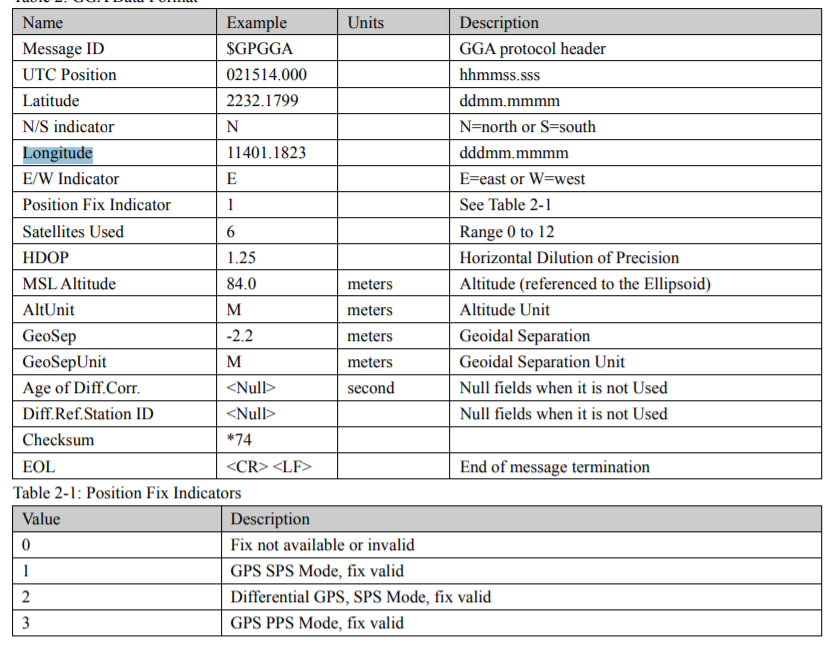 Table 2: GGA Data Format
Name Example Units Description
Message ID $GPGGA GGA protocol header
UTC Position 021514.000 hhmmss.sss
Latitude 2232.1799 ddmm.mmmm
N/S indicator N N=north or S=south
Longitude 11401.1823 dddmm.mmmm
E/W Indicator E E=east or W=west
Position Fix Indicator 1 See Table 2-1
Satellites Used 6 Range 0 to 12
HDOP 1.25 Horizontal Dilution of Precision
MSL Altitude 84.0 meters Altitude (referenced to the Ellipsoid)
AltUnit M meters Altitude Unit
GeoSep -2.2 meters Geoidal Separation
GeoSepUnit M meters Geoidal Separation Unit
Age of Diff.Corr. <Null> second Null fields when it is not Used
Diff.Ref.Station ID <Null> Null fields when it is not Used
Checksum *74
EOL <CR> <LF> End of message termination
Table 2-1: Position Fix Indicators
Value Description
0 Fix not available or invalid
1 GPS SPS Mode, fix valid
2 Differential GPS, SPS Mode, fix valid
3 GPS PPS Mode, fix valid